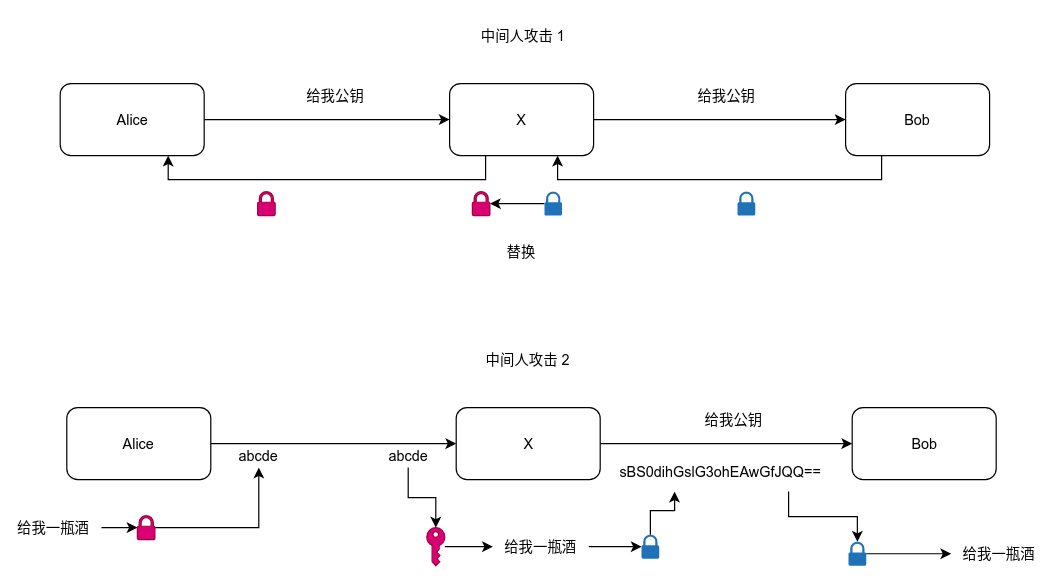 中间人攻击 1
给我公钥
给我公钥
Alice
X
Bob
替换
中间人攻击 2
给我公钥
Alice
X
Bob
abcde
abcde
sBS0dihGslG3ohEAwGfJQQ==
给我一瓶酒
给我一瓶酒
给我一瓶酒